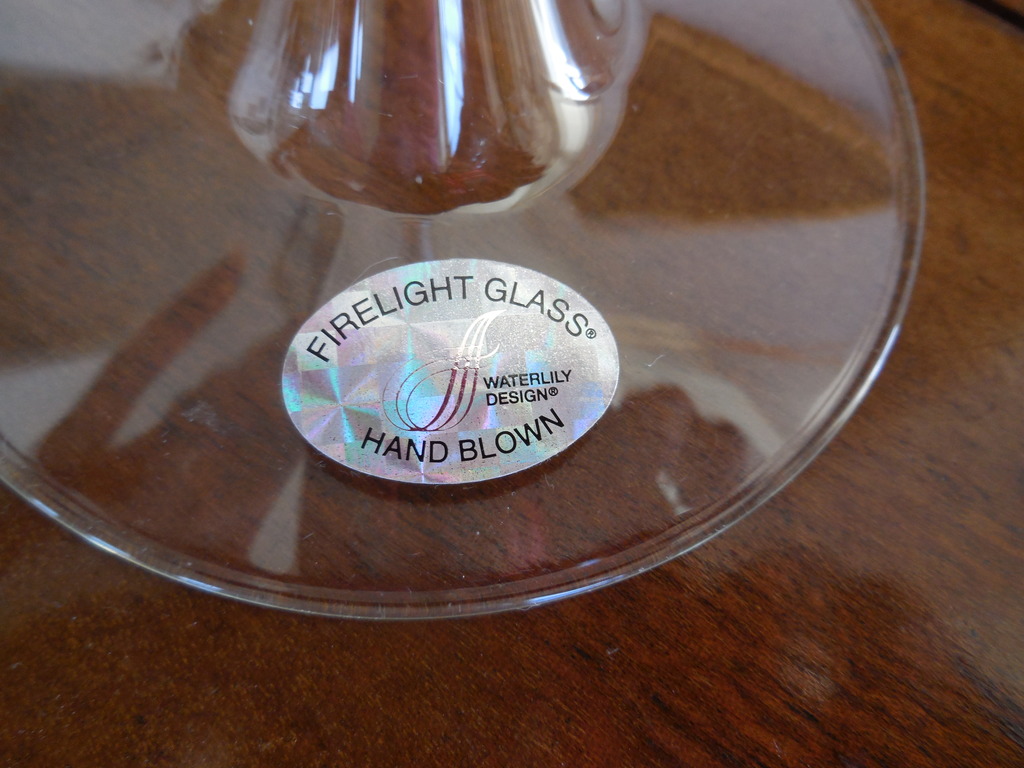 FIRELIGHT GLASS®
WATERLILY
DESIGN®
HAND BLOWN